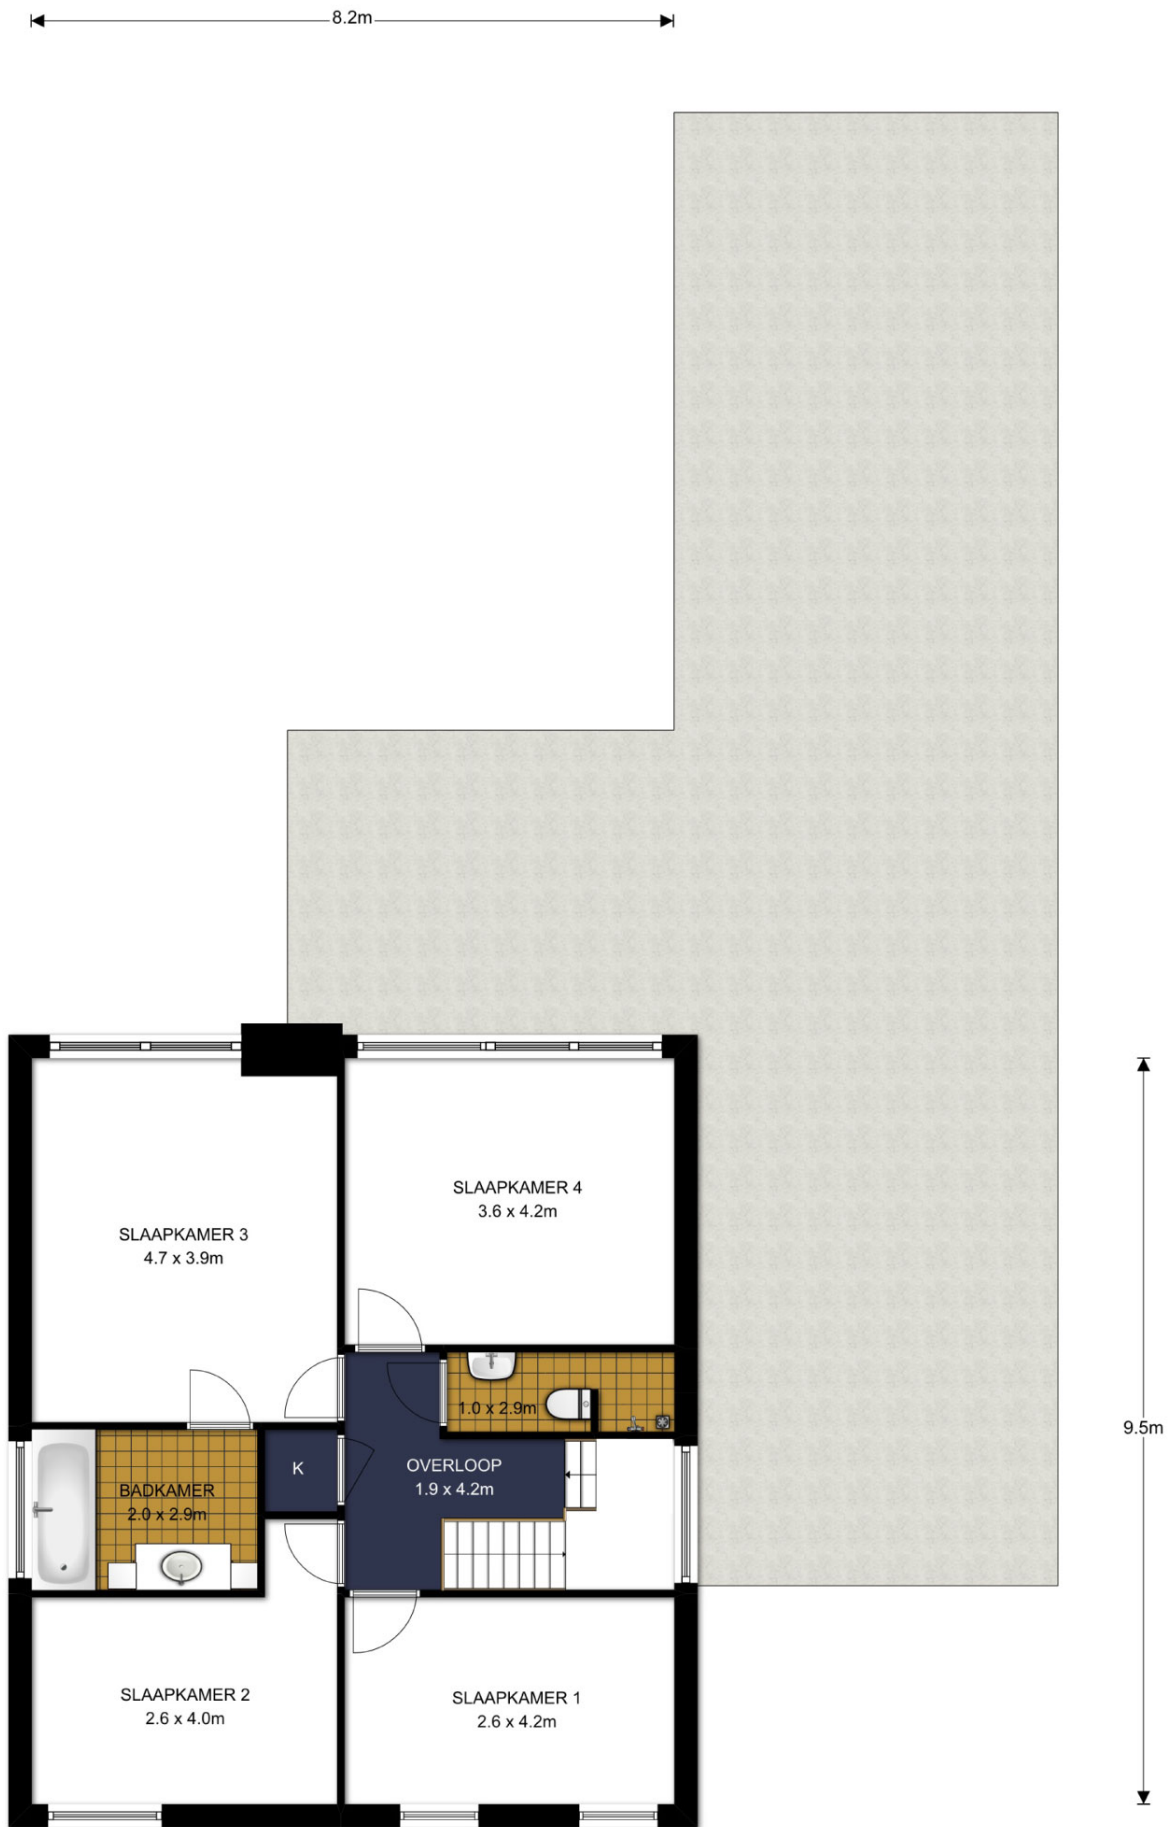 8.2m
SLAAPKAMER 4
3.6 x 4.2m
SLAAPKAMER 3
4.7 x 3.9m
1.0 x 2.9m
9.5m
OVERLOOP
1.9 x 4.2m
K
BADKAMER
2.0 x 2.9m
SLAAPKAMER 2
2.6 x 4.0m
SLAAPKAMER 1
2.6 x 4.2m